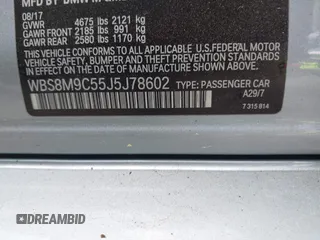 08/17
GVWR 4675 lbs 2121 kg
GAWR FRONT 2185 lbs 991 kg
GAWR REAR 2580 lbs 1170 kg
THIS VEHICLE CONFORMS TO ALL APPLICABLE U.S.FEDERAL MOTOR
VEHICLE SAFETY, BUMPER, AND THEFT PREVENTION STANDARDS
IN EFFECT ON THE DATE OF MANUFACTURE SHOWN ABOVE.
WBS8M9C55J5J78602 TYPE: PASSENGER CAR
A29/7
7 315 814
DREAMBID